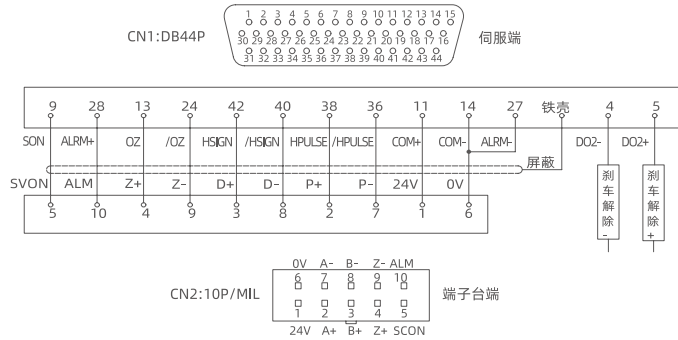 1 2 3 4 5 6 7 8 9 10 11 12 13 14 15
CN1:DB44P
伺服端
30 29 28 27 26 25 24 23 22 21 20 19 18 17 16
31 32 33 34 35 36 37 38 39 40 41 42 43 44
9 28 13 24 42 40 38 36 11 14 27 铁壳 4 5
SON ALRM+ OZ /OZ HSIGN /HSIGN HPULSE /HPULSE COM+ COM- ALRM- DO2- DO2+
屏蔽
SVON ALM Z+ Z- D+ D- P+ P- 24V 0V
刹车解除-
刹车解除+
5 10 4 9 3 8 2 7 1 6
0V A- B- Z- ALM
6 7 8 9 10
CN2:10P/MIL
端子台端
1 2 3 4 5
24V A+ B+ Z+ SCON